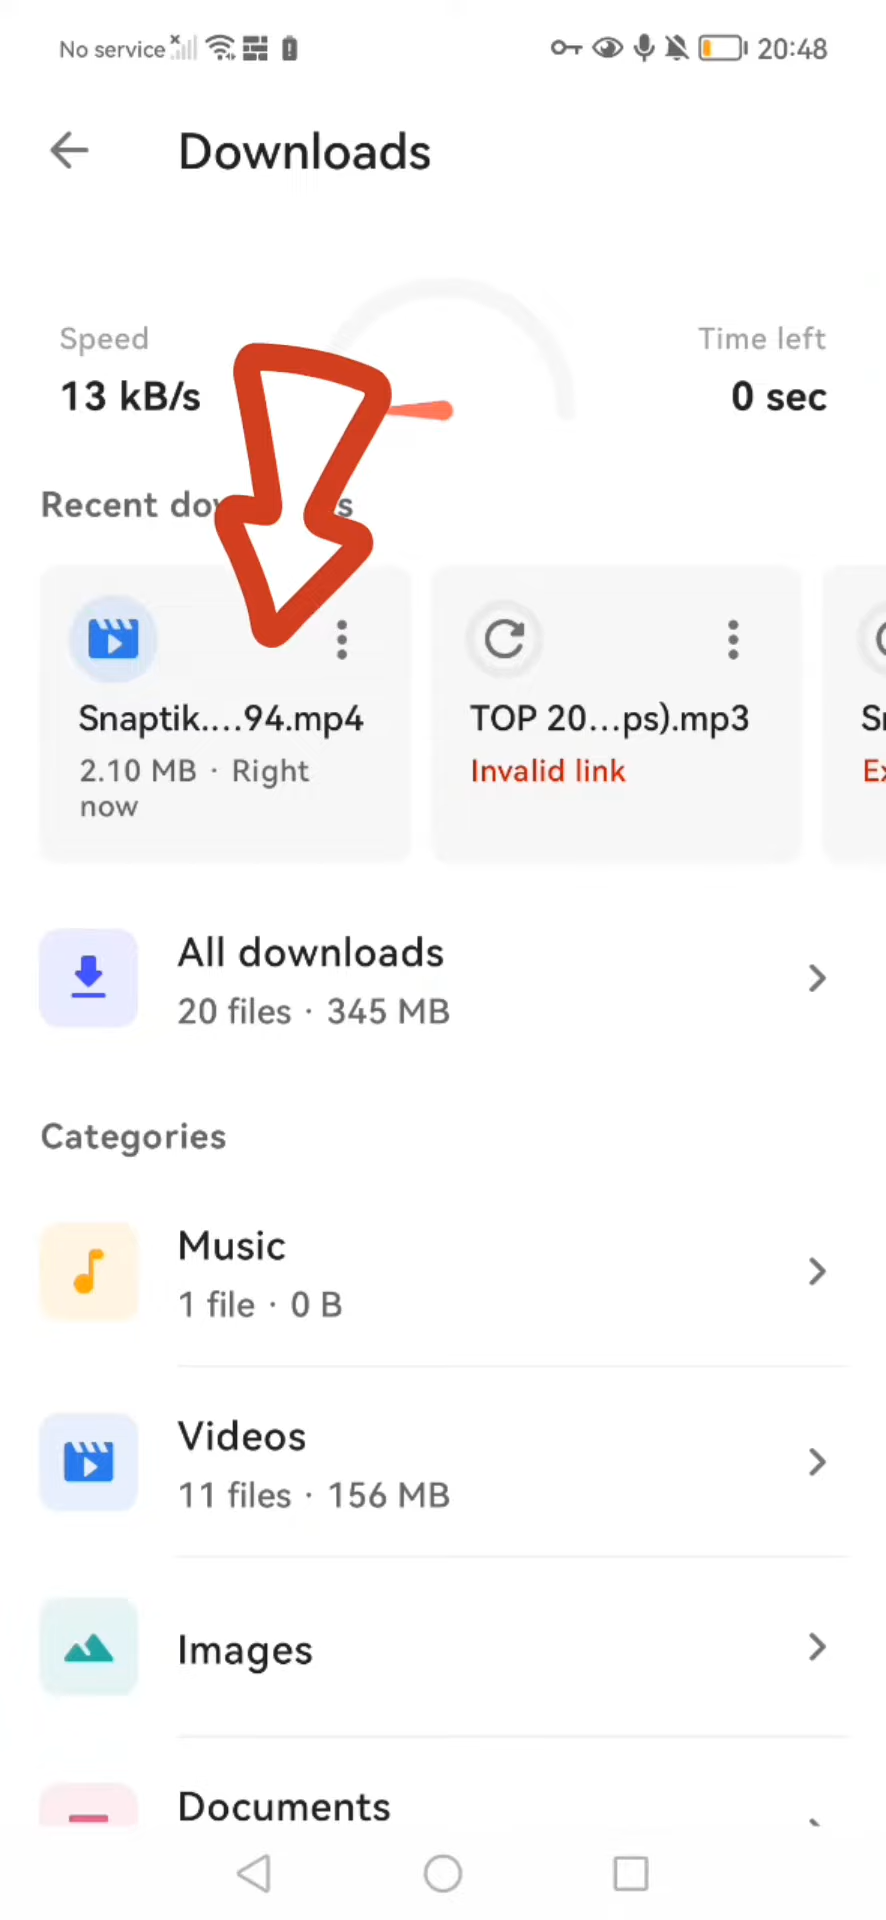 No service 20:48
Downloads
Speed
Time left
13 kB/s
0 sec
Recent
Snaptik....94.mp4
2.10 MB · Right
now
TOP 20...ps).mp3
Invalid link
All downloads
20 files · 345 MB
Categories
Music
1 file · 0 B
Videos
11 files · 156 MB
Images
Documents